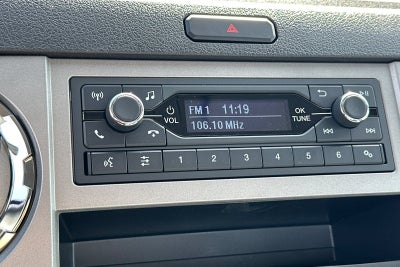 FM 1 11:19
106.10 MHz
VOL
OK
TUNE
1 2 3 4 5 6